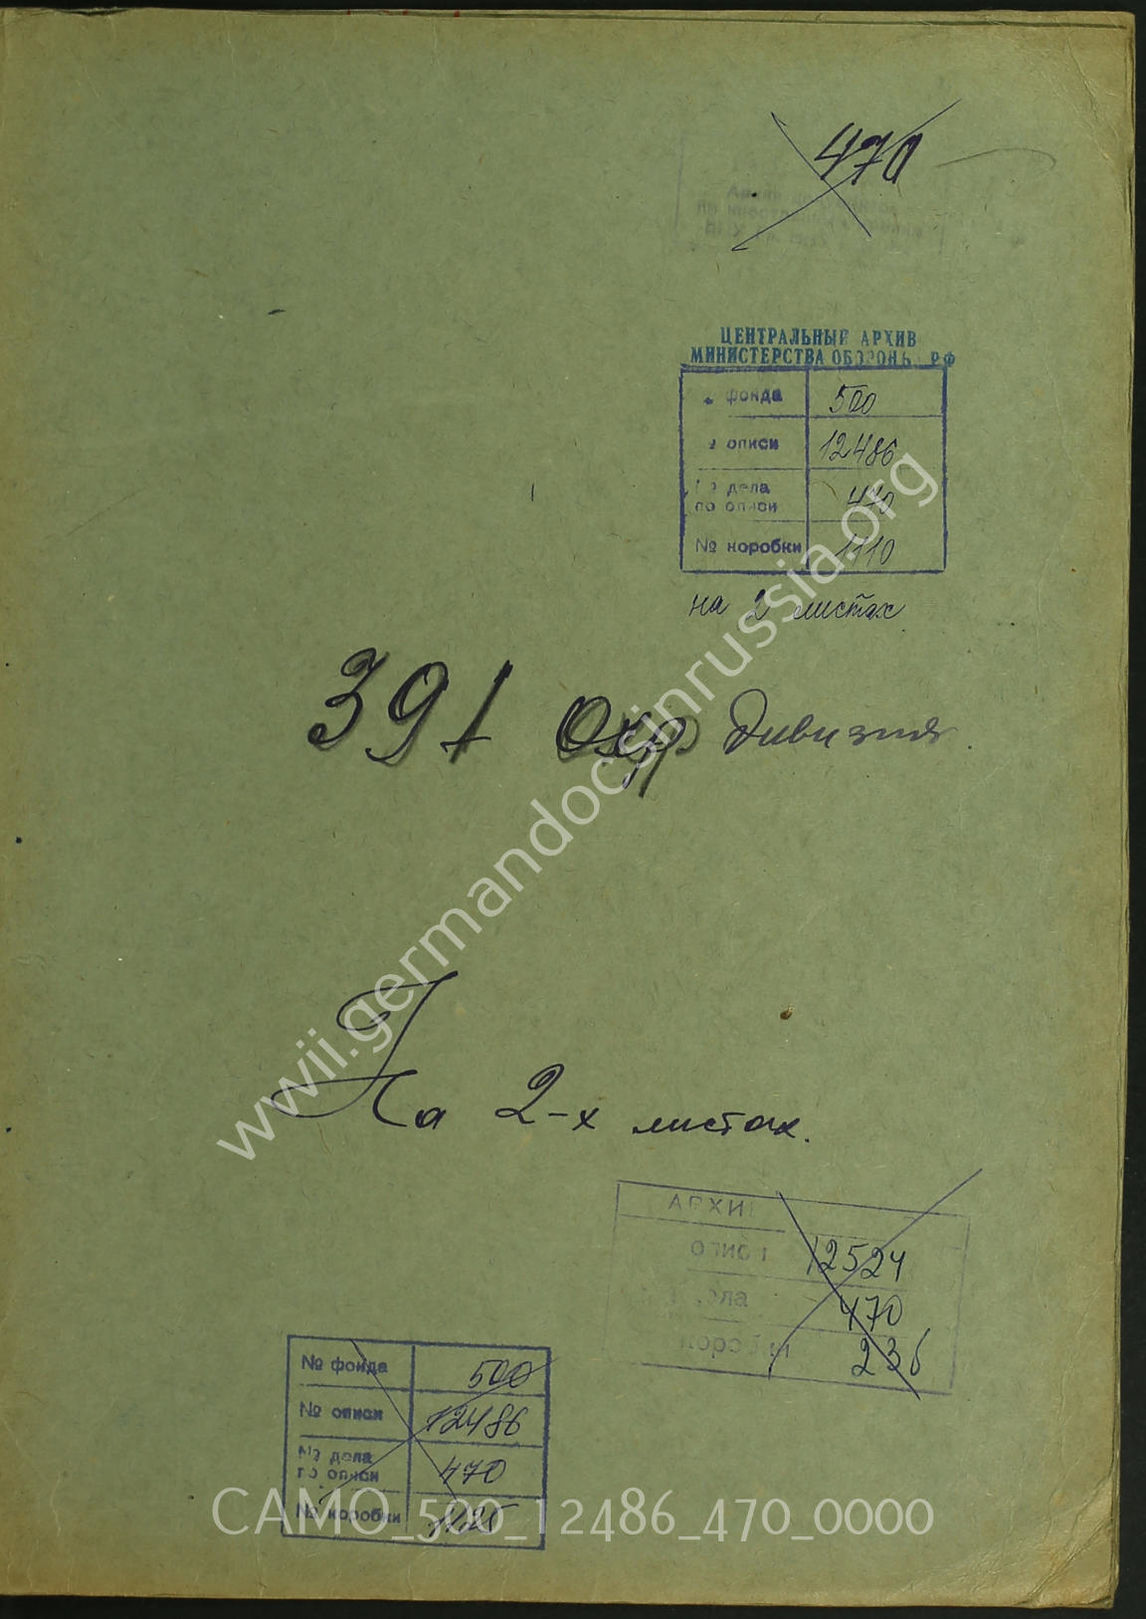 470
ЦЕНТРАЛЬНЫЙ АРХИВ
МИНИСТЕРСТВА ОБОРОНЫ РФ
фонда 500
описи 12486
№ дела
по описи 470
№ коробки 1110
на 2 листах
391 охр дивизия.
На 2-х листах.
АРХИВ
описи 12524
дела 470
236
№ фонда 500
№ описи 12486
№ дела
по описи 470
№ коробки
www.wwii.germandocsinrussia.org
CAMO_500_12486_470_0000